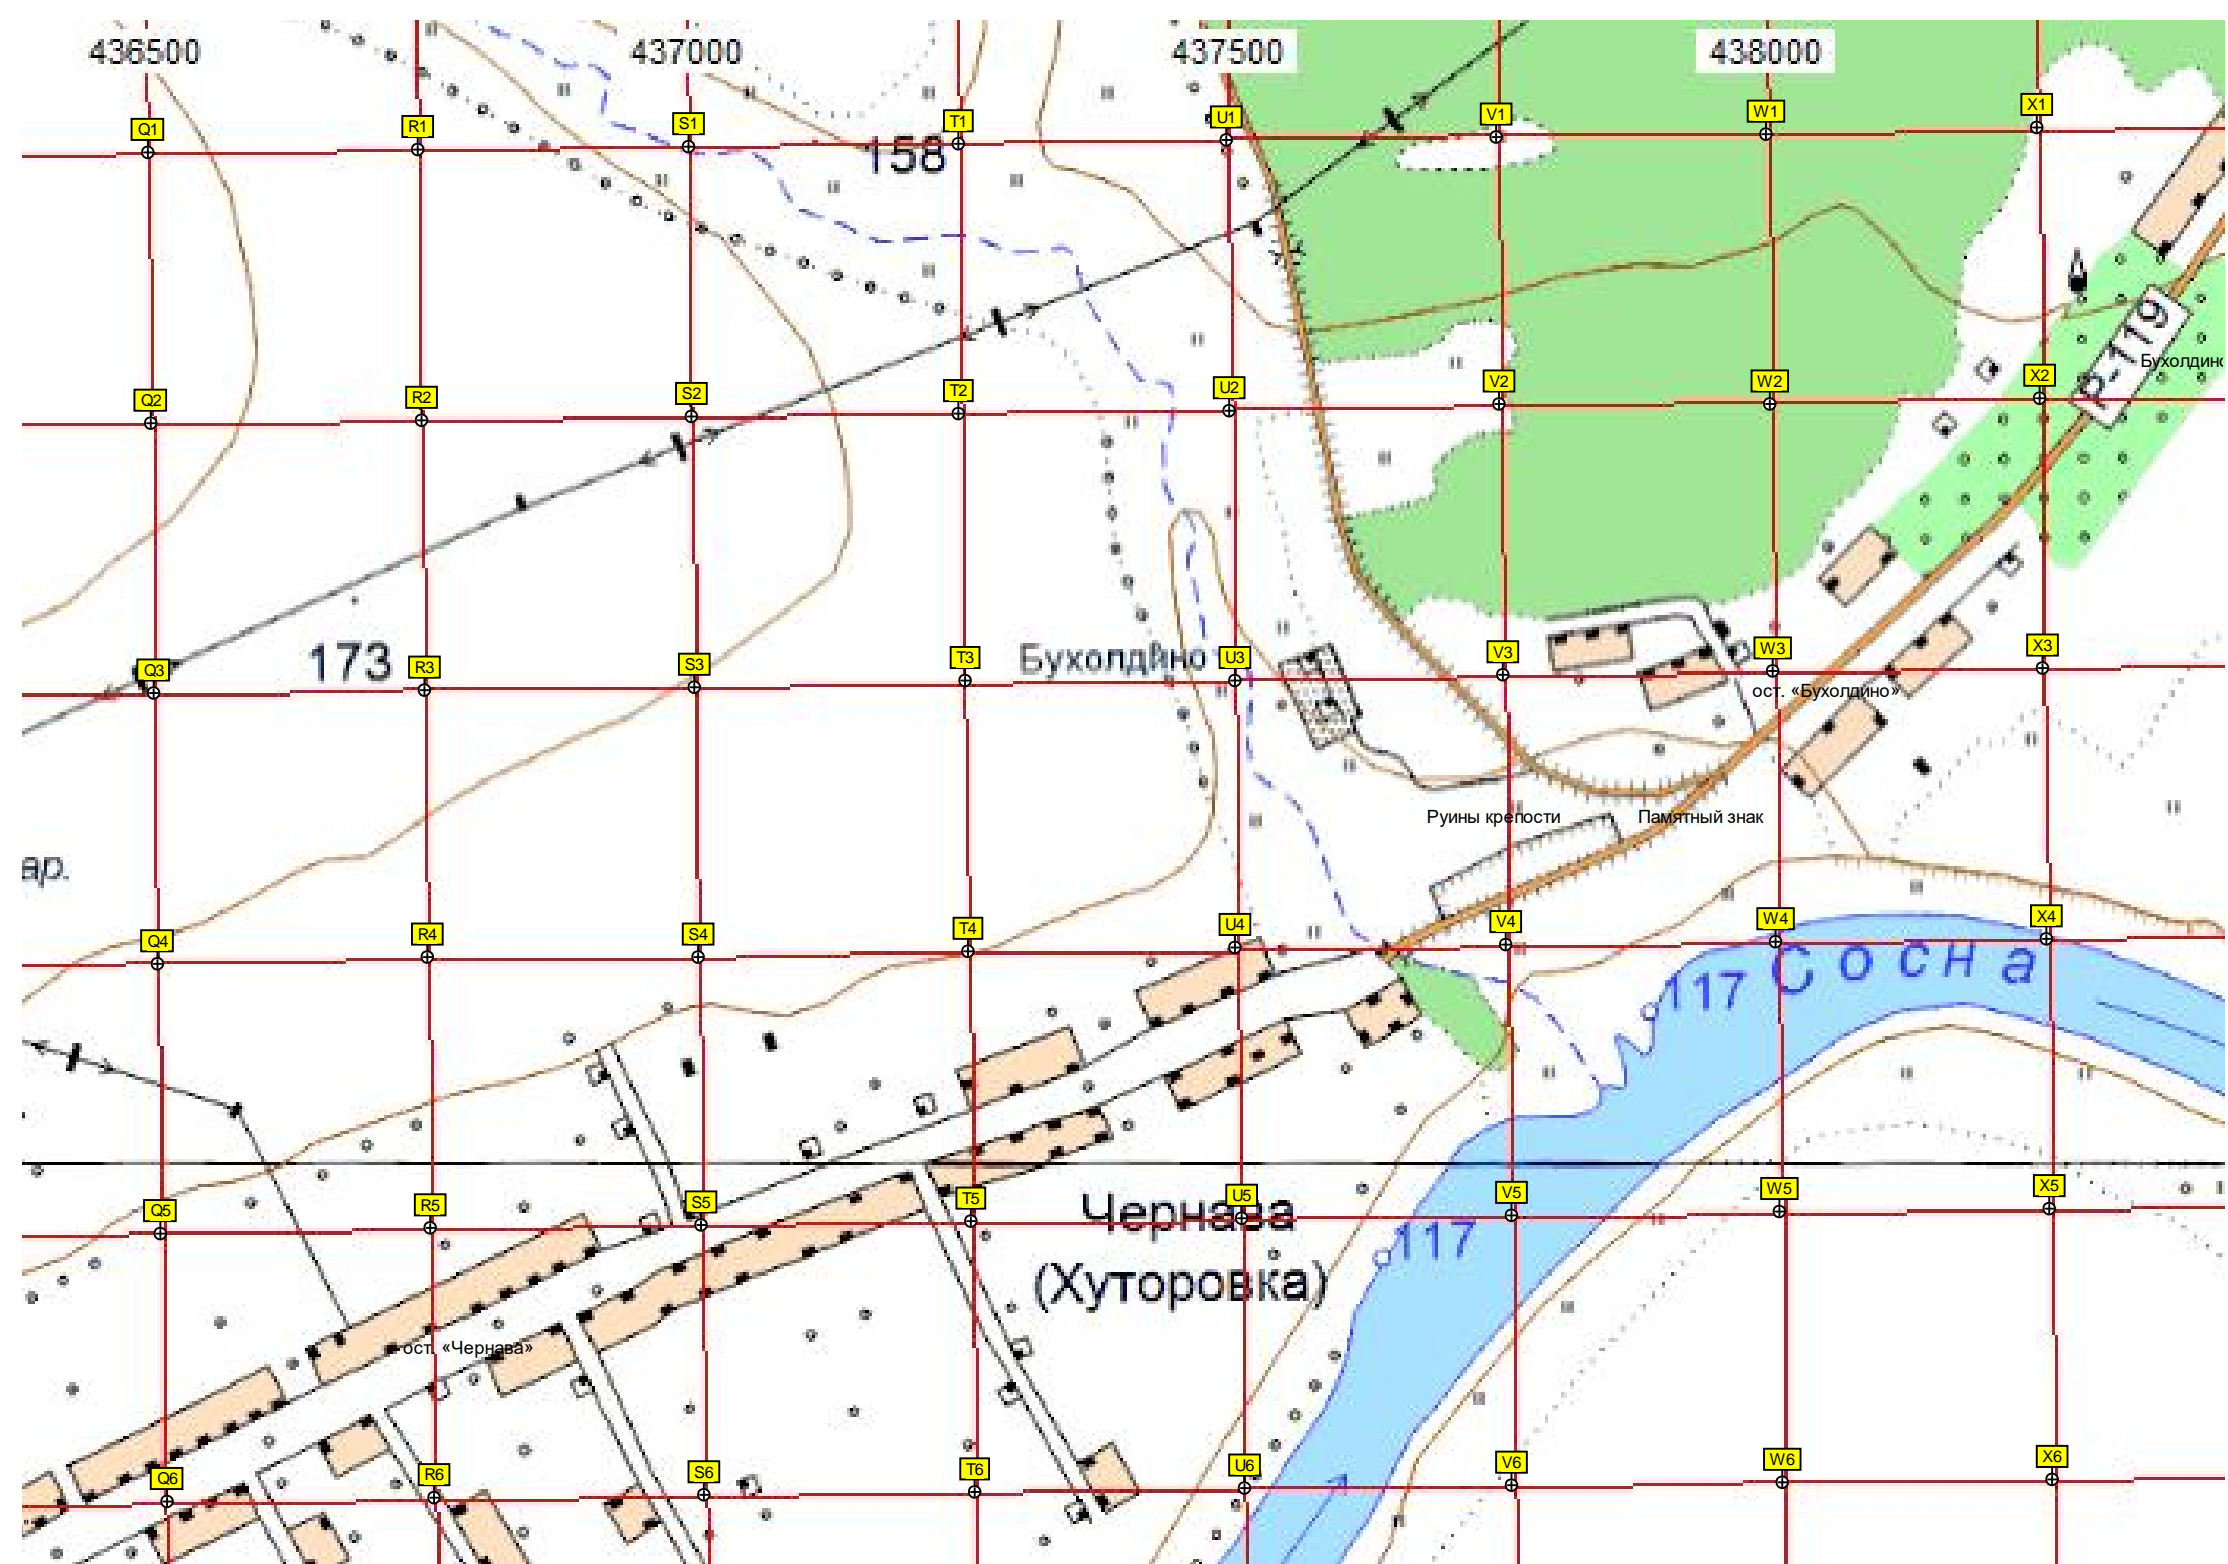 436500 437000 437500 438000
Q1 R1 S1 T1 U1 V1 W1 X1
158
Р-119
Q2 R2 S2 T2 U2 V2 W2 X2
Бухолдинс
Q3 R3 S3 T3 U3 V3 W3 X3
173
Бухолдино
ост. «Бухолдино»
Руины крепости
Памятный знак
ар.
Q4 R4 S4 T4 U4 V4 W4 X4
Сосна
117
Q5 R5 S5 T5 U5 V5 W5 X5
Чернава
(Хуторовка)
117
ост. «Чернава»
Q6 R6 S6 T6 U6 V6 W6 X6